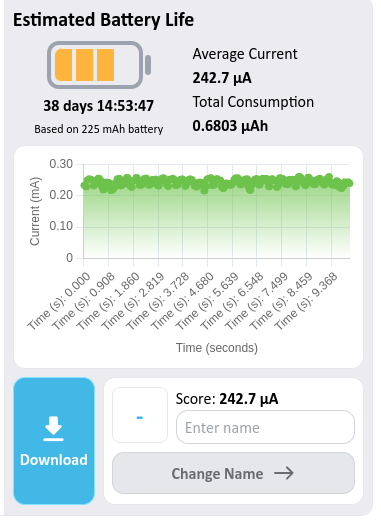 Estimated Battery Life
Average Current
242.7 µA
38 days 14:53:47
Total Consumption
Based on 225 mAh battery
0.6803 µAh
0.30
0.20
0.10
0
Current (mA)
Time (s): 0.000
Time (s): 0.908
Time (s): 1.860
Time (s): 2.819
Time (s): 3.728
Time (s): 4.680
Time (s): 5.639
Time (s): 6.548
Time (s): 7.499
Time (s): 8.459
Time (s): 9.368
Time (seconds)
Download
-
Score: 242.7 µA
Enter name
Change Name